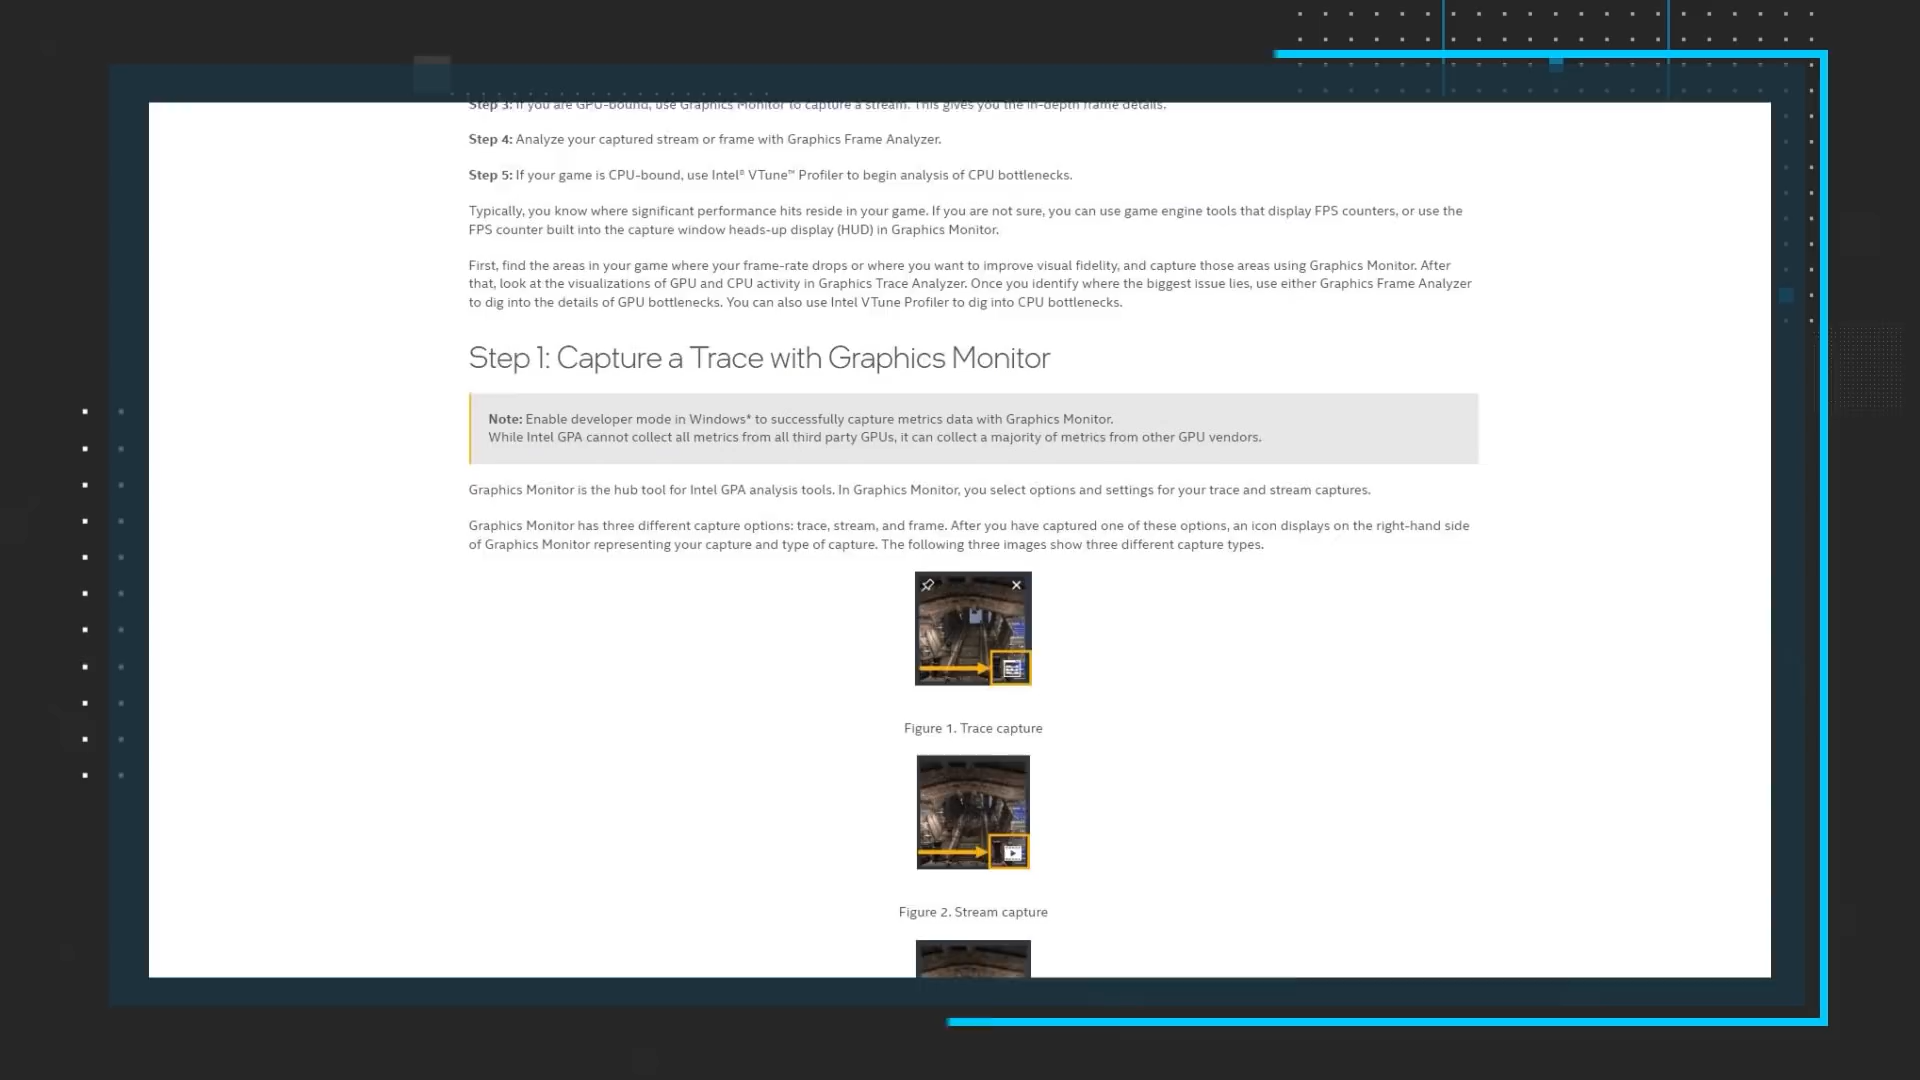 Step 3: If you are GPU-bound, use Graphics Monitor to capture a stream. This gives you the in-depth frame details.
Step 4: Analyze your captured stream or frame with Graphics Frame Analyzer.
Step 5: If your game is CPU-bound, use Intel® VTune™ Profiler to begin analysis of CPU bottlenecks.
Typically, you know where significant performance hits reside in your game. If you are not sure, you can use game engine tools that display FPS counters, or use the
FPS counter built into the capture window heads-up display (HUD) in Graphics Monitor.
First, find the areas in your game where your frame-rate drops or where you want to improve visual fidelity, and capture those areas using Graphics Monitor. After
that, look at the visualizations of GPU and CPU activity in Graphics Trace Analyzer. Once you identify where the biggest issue lies, use either Graphics Frame Analyzer
to dig into the details of GPU bottlenecks. You can also use Intel VTune Profiler to dig into CPU bottlenecks.
Step 1: Capture a Trace with Graphics Monitor
Note: Enable developer mode in Windows* to successfully capture metrics data with Graphics Monitor.
While Intel GPA cannot collect all metrics from all third party GPUs, it can collect a majority of metrics from other GPU vendors.
Graphics Monitor is the hub tool for Intel GPA analysis tools. In Graphics Monitor, you select options and settings for your trace and stream captures.
Graphics Monitor has three different capture options: trace, stream, and frame. After you have captured one of these options, an icon displays on the right-hand side
of Graphics Monitor representing your capture and type of capture. The following three images show three different capture types.
Figure 1. Trace capture
Figure 2. Stream capture